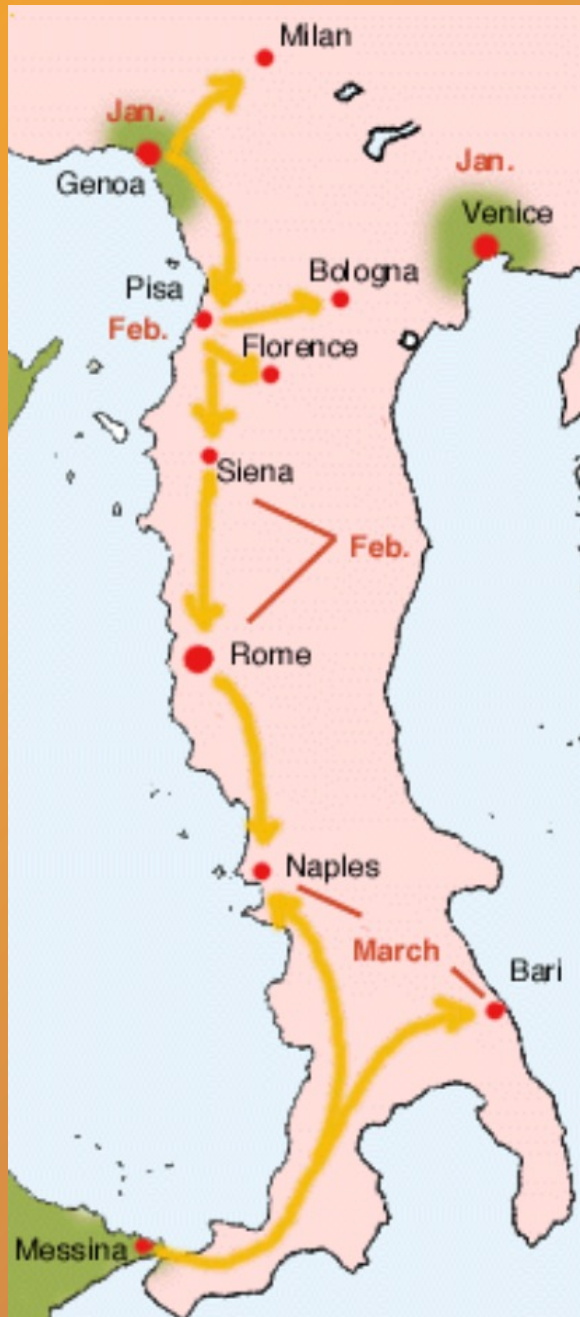 Milan
Jan.
Genoa
Jan.
Venice
Bologna
Pisa
Feb.
Florence
Siena
Feb.
Rome
Naples
March
Bari
Messina